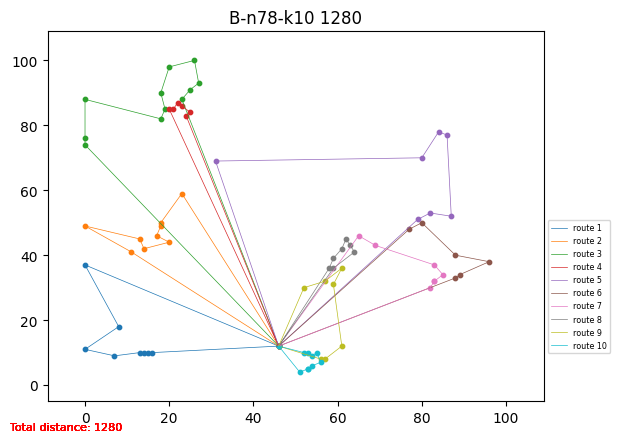 B-n78-k10 1280
100
80
60
40
20
0
0 20 40 60 80 100
route 1
route 2
route 3
route 4
route 5
route 6
route 7
route 8
route 9
route 10
Total distance: 1280